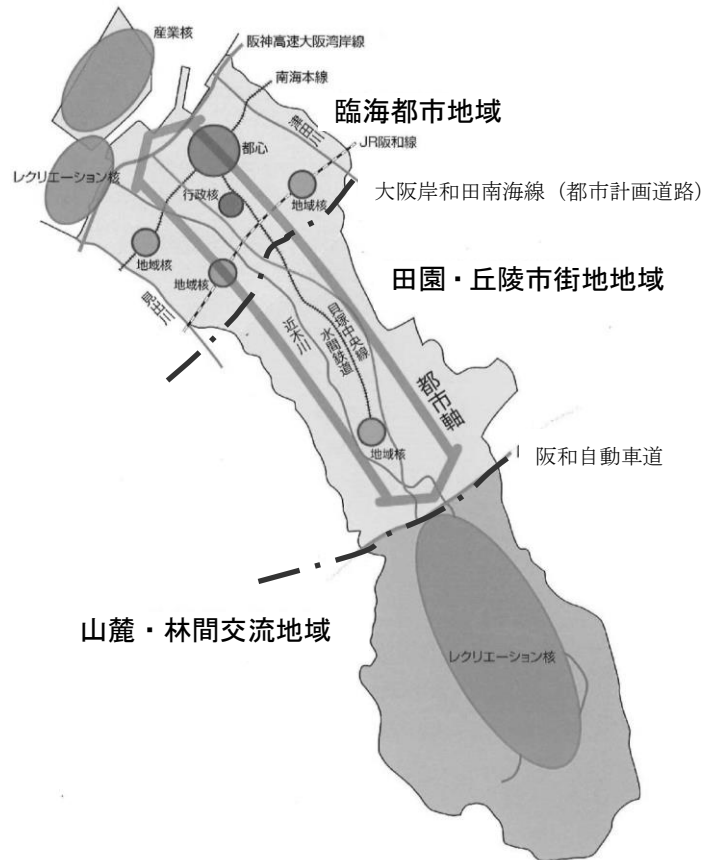 産業核
阪神高速大阪湾岸線
南海本線
臨海都市地域
津田川
JR阪和線
都心
レクリエーション核
大阪岸和田南海線（都市計画道路）
行政核
地域核
地域核
地域核
田園・丘陵市街地地域
見出川
近木川
水間鉄道
貝塚中央線
都市軸
地域核
阪和自動車道
山麓・林間交流地域
レクリエーション核